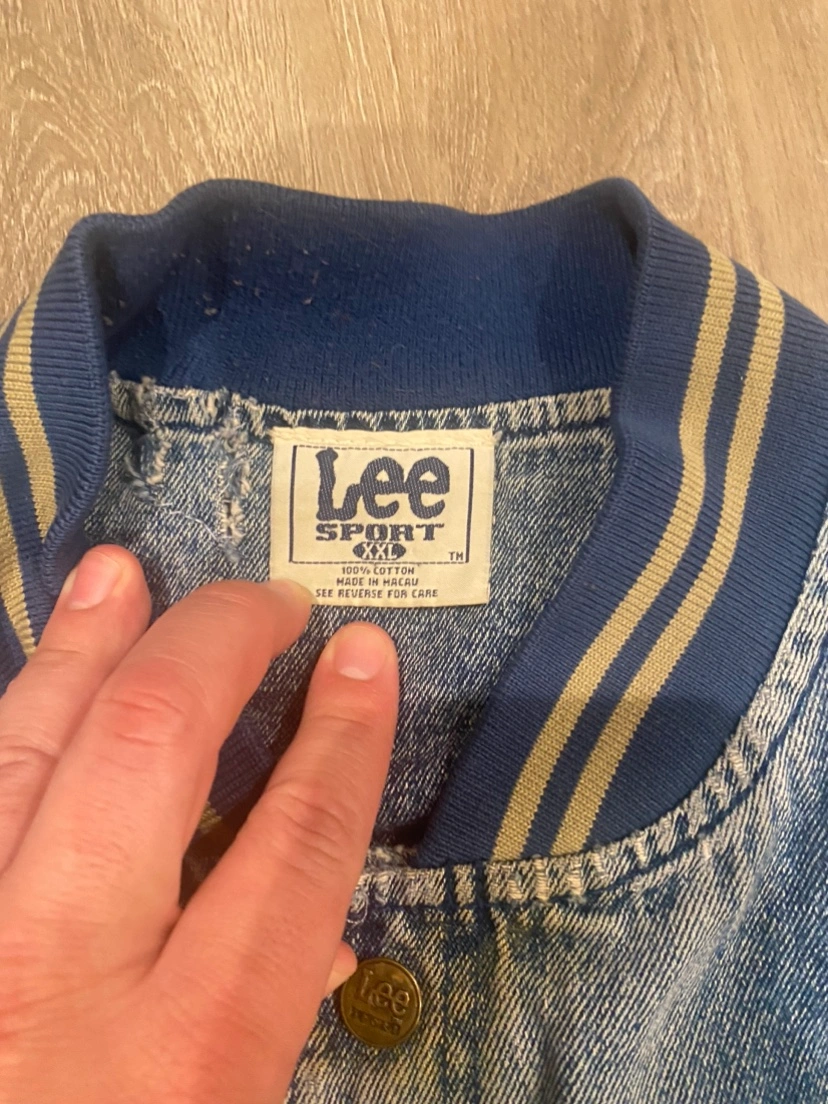 Lee
SPORT
XXL
TM
100% COTTON
MADE IN MACAU
SEE REVERSE FOR CARE
Lee